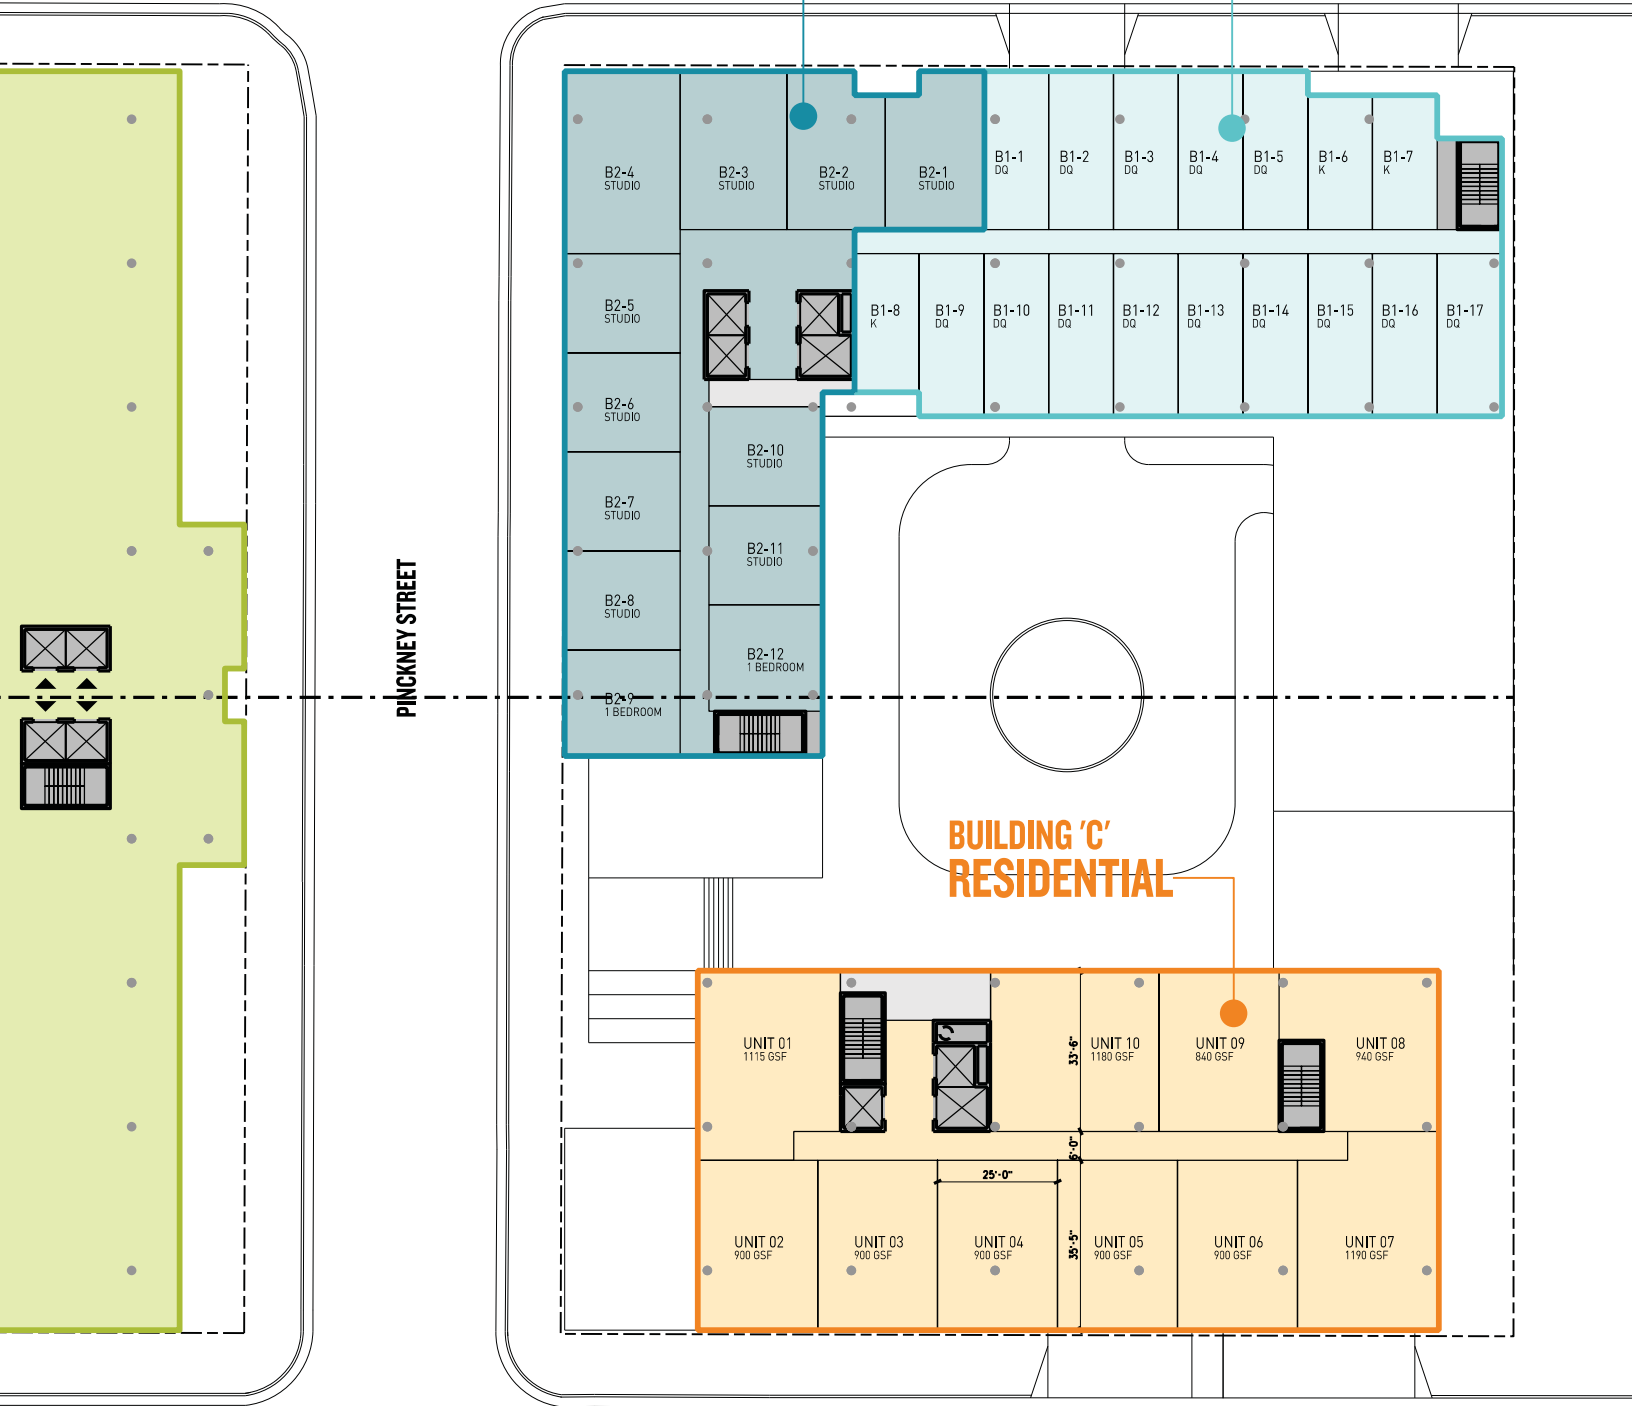 B2-4
STUDIO
B2-3
STUDIO
B2-2
STUDIO
B2-1
STUDIO
B1-1
DQ
B1-2
DQ
B1-3
DQ
B1-4
DQ
B1-5
DQ
B1-6
K
B1-7
K
B2-5
STUDIO
B1-8
K
B1-9
DQ
B1-10
DQ
B1-11
DQ
B1-12
DQ
B1-13
DQ
B1-14
DQ
B1-15
DQ
B1-16
DQ
B1-17
DQ
B2-6
STUDIO
B2-10
STUDIO
B2-7
STUDIO
B2-11
STUDIO
B2-8
STUDIO
B2-12
1 BEDROOM
B2-9
1 BEDROOM
PINCKNEY STREET
BUILDING 'C'
RESIDENTIAL
UNIT 01
1115 GSF
33'-6"
UNIT 10
1180 GSF
UNIT 09
840 GSF
UNIT 08
940 GSF
6'-0"
25'-0"
UNIT 02
900 GSF
UNIT 03
900 GSF
UNIT 04
900 GSF
35'-5"
UNIT 05
900 GSF
UNIT 06
900 GSF
UNIT 07
1190 GSF